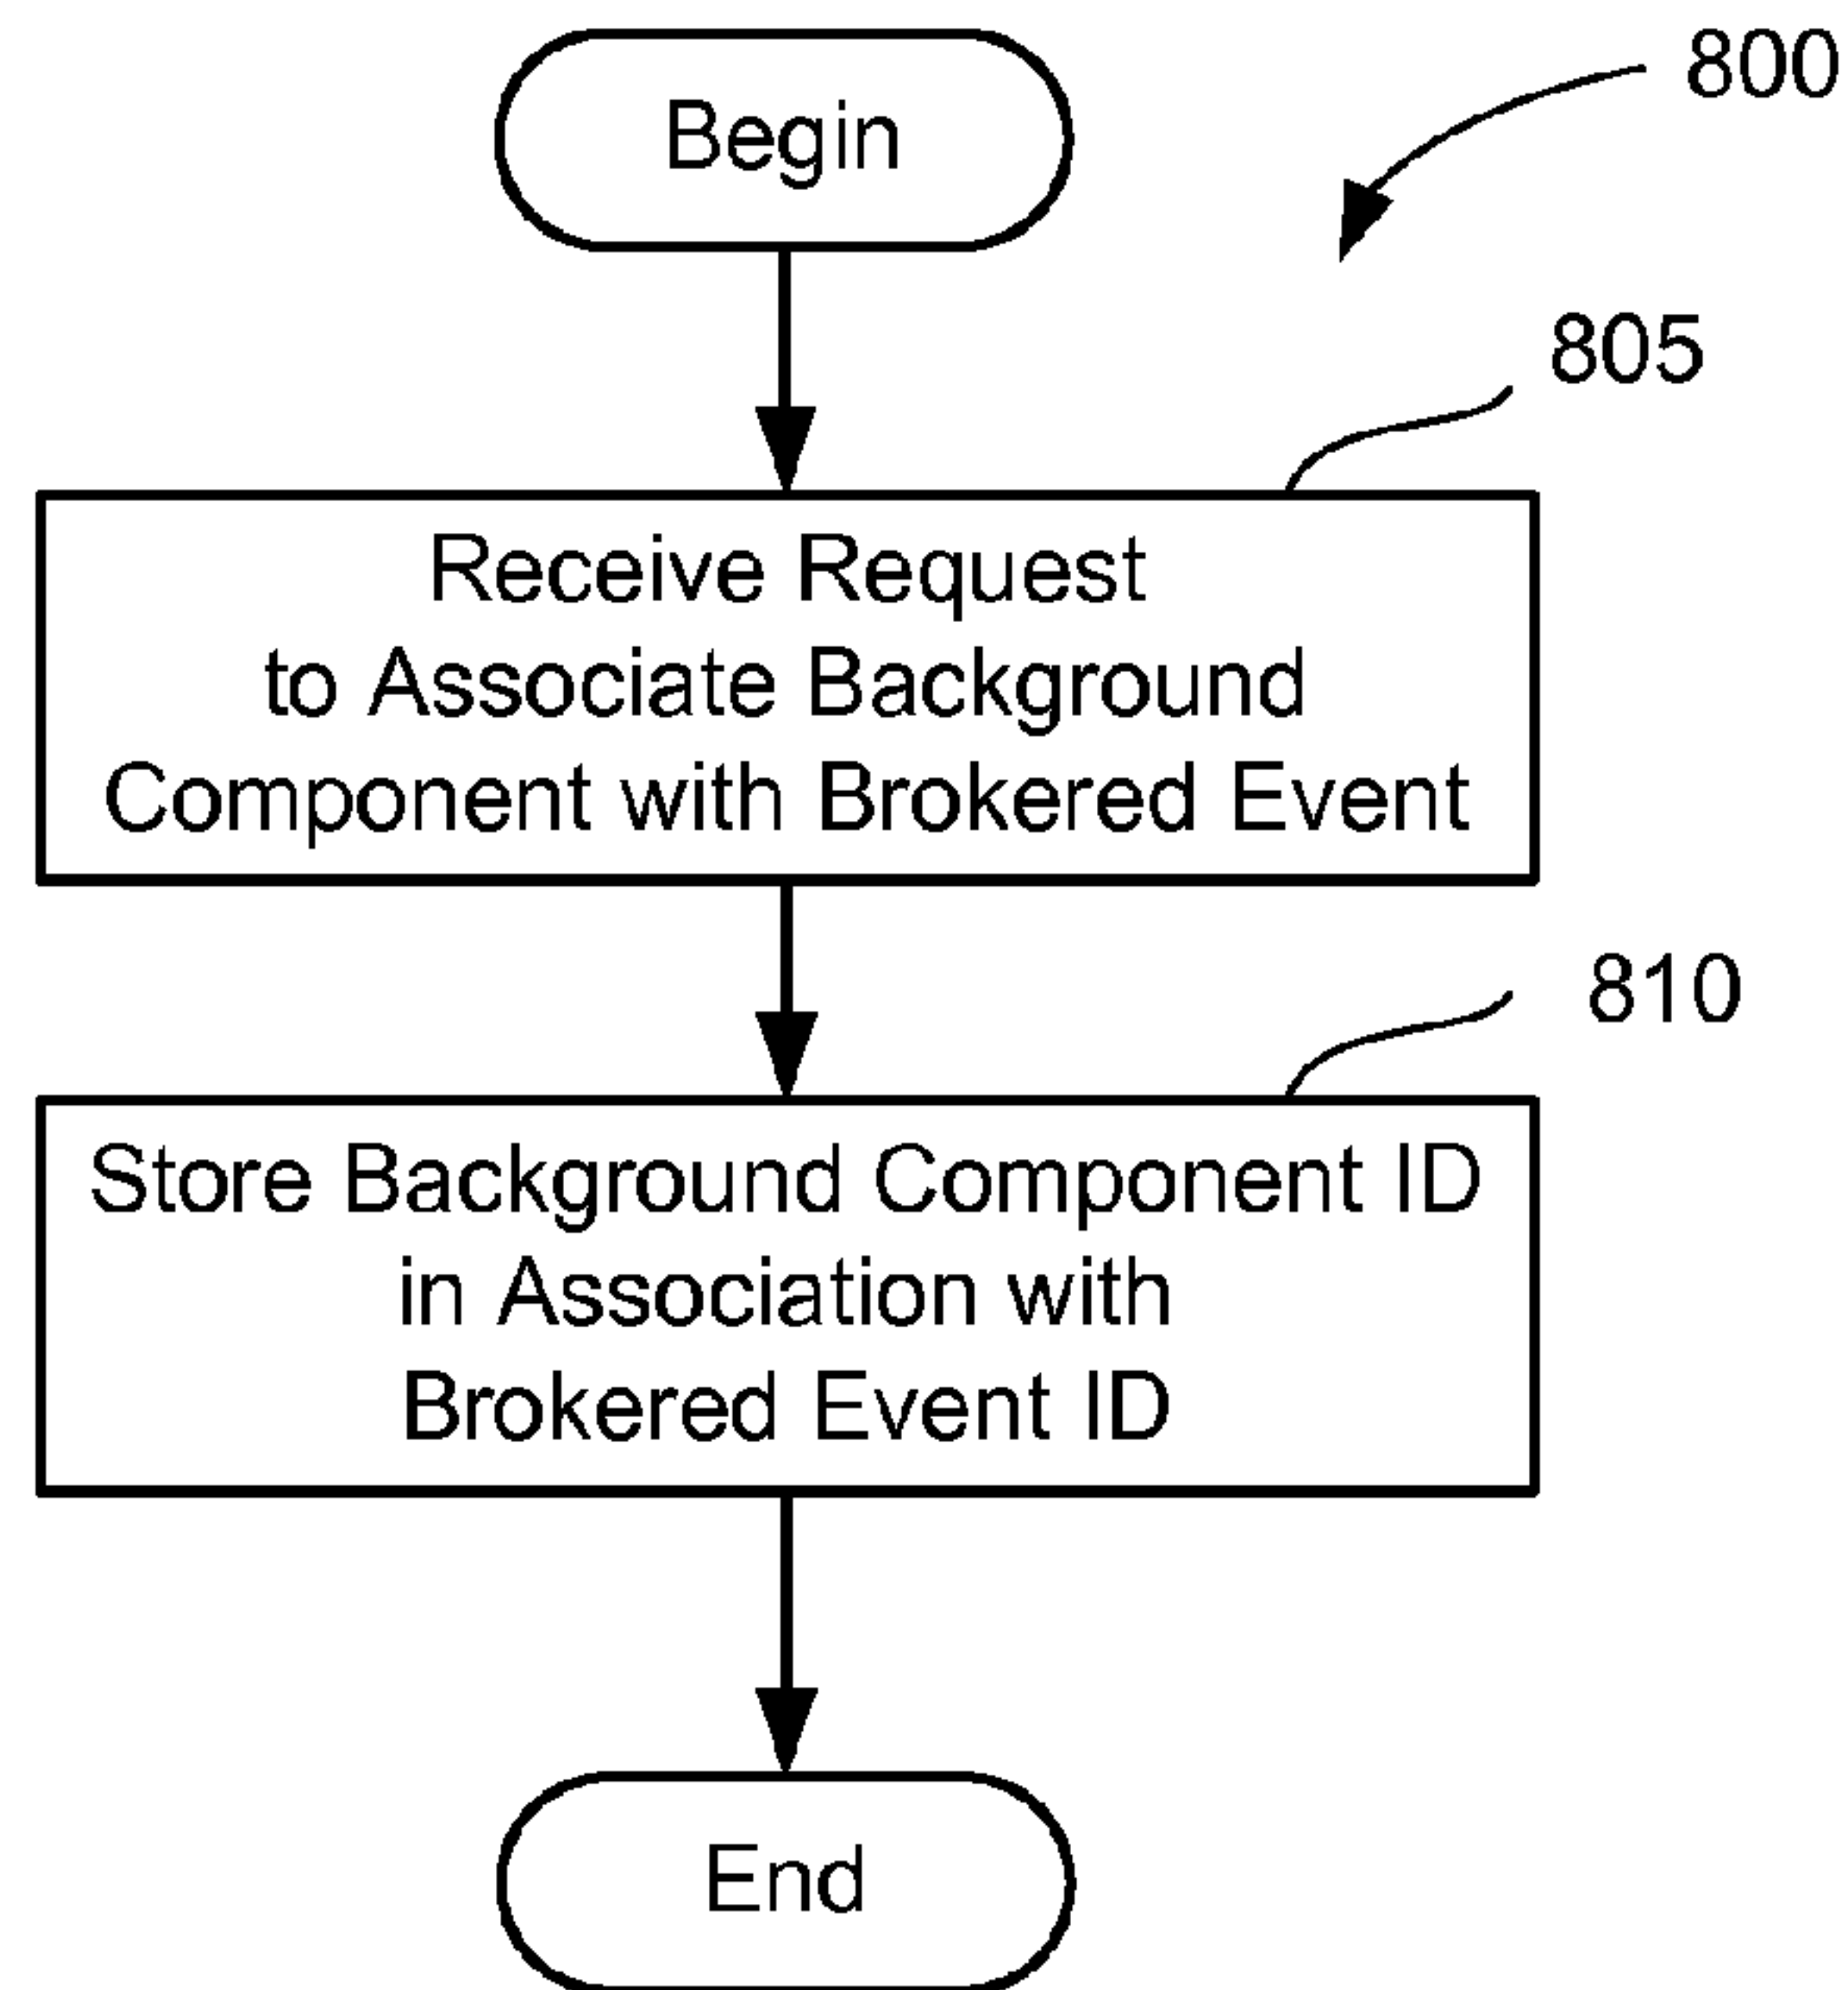 Begin
800
805
Receive Request
to Associate Background
Component with Brokered Event
810
Store Background Component ID
in Association with
Brokered Event ID
End